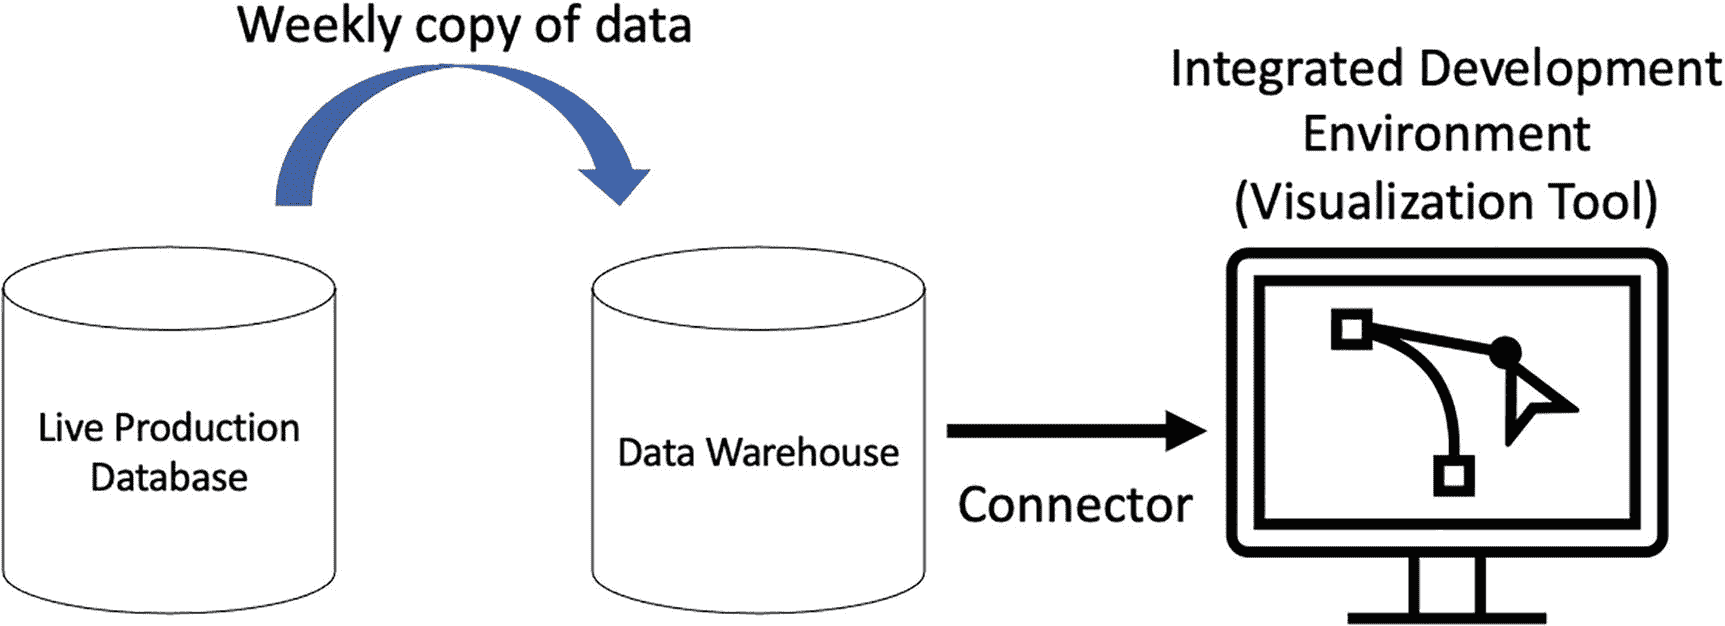 Weekly copy of data
Integrated Development
Environment
(Visualization Tool)
Live Production
Database
Data Warehouse
Connector